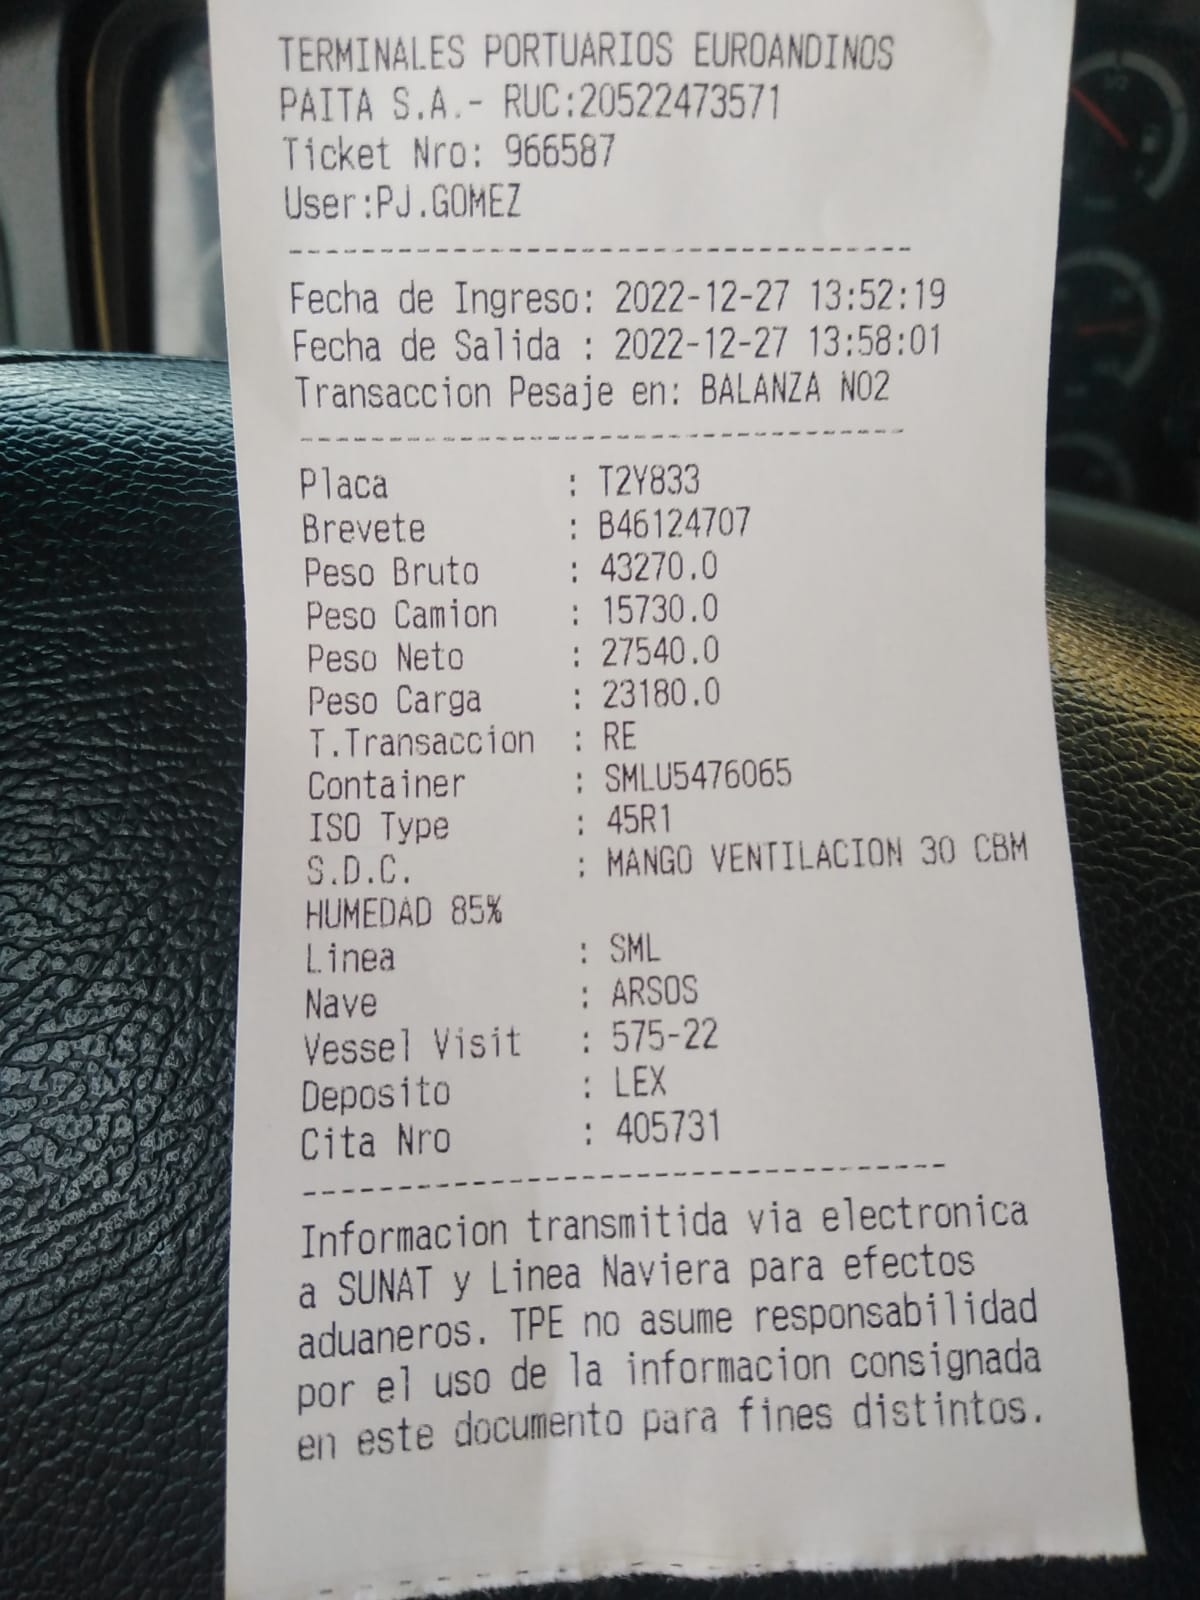 TERMINALES PORTUARIOS EUROANDINOS
PAITA S.A.- RUC:20522473571
Ticket Nro: 966587
User:PJ.GOMEZ
Fecha de Ingreso: 2022-12-27 13:52:19
Fecha de Salida : 2022-12-27 13:58:01
Transaccion Pesaje en: BALANZA NO2
Placa : T2Y833
Brevete : B46124707
Peso Bruto : 43270.0
Peso Camion : 15730.0
Peso Neto : 27540.0
Peso Carga : 23180.0
T.Transaccion : RE
Container : SMLU5476065
ISO Type : 45R1
S.D.C. : MANGO VENTILACION 30 CBM
HUMEDAD 85%
Linea : SML
Nave : ARSOS
Vessel Visit : 575-22
Deposito : LEX
Cita Nro : 405731
Informacion transmitida via electronica
a SUNAT y Linea Naviera para efectos
aduaneros. TPE no asume responsabilidad
por el uso de la informacion consignada
en este documento para fines distintos.